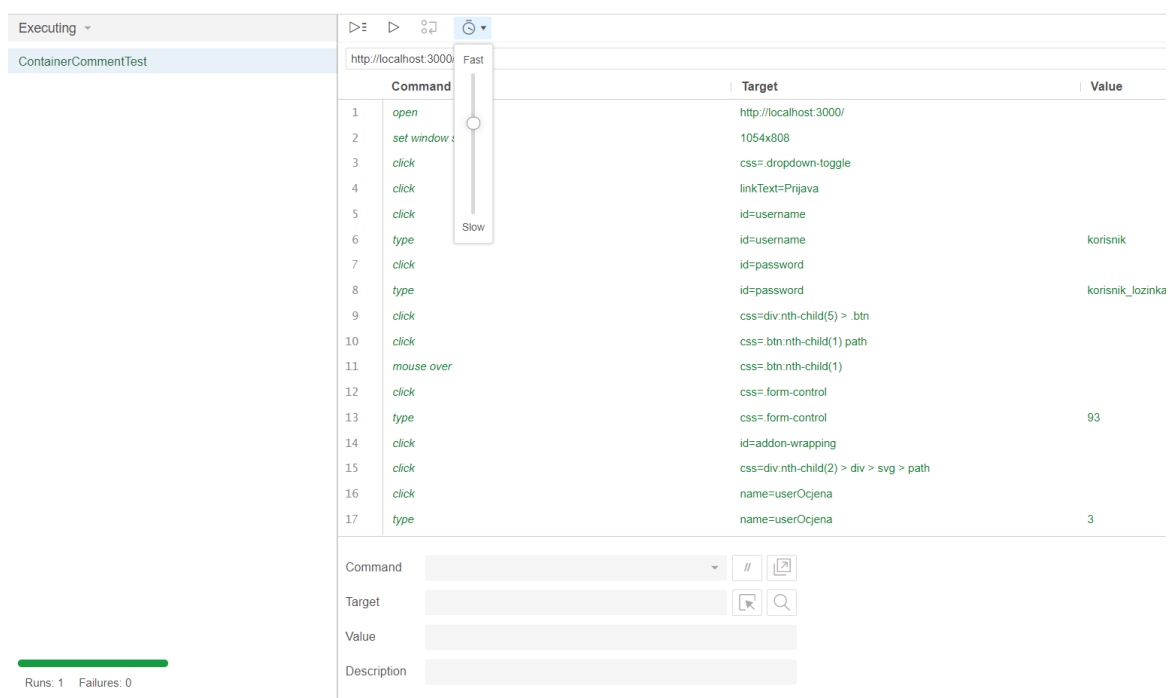 Executing
ContainerCommentTest
http://localhost:3000/
Fast
Slow
Command Target Value
1 open http://localhost:3000/
2 set window s 1054x808
3 click css=.dropdown-toggle
4 click linkText=Prijava
5 click id=username
6 type id=username korisnik
7 click id=password
8 type id=password korisnik_lozinka
9 click css=div:nth-child(5) > .btn
10 click css=.btn:nth-child(1) path
11 mouse over css=.btn:nth-child(1)
12 click css=.form-control
13 type css=.form-control 93
14 click id=addon-wrapping
15 click css=div:nth-child(2) > div > svg > path
16 click name=userOcjena
17 type name=userOcjena 3
Command //
Target
Value
Description
Runs: 1 Failures: 0